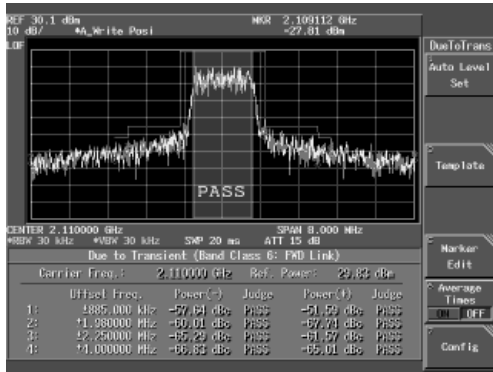 REF 30.1 dBm MKR 2.109112 GHz
10 dB/ *A_Write Posi -27.81 dBm
LOF
PASS
CENTER 2.110000 GHz SPAN 8.000 MHz
*RBW 30 kHz *VBW 30 kHz SWP 20 ms ATT 15 dB
Due to Transient (Band Class 6: FWD Link)
Carrier Freq.: 2.110000 GHz Ref. Power: 29.83 dBm
Offset Freq. Power(-) Judge Power(+) Judge
1: ±885.000 kHz -57.64 dBc PASS -51.59 dBc PASS
2: ±1.980000 MHz -60.01 dBc PASS -67.74 dBc PASS
3: ±2.250000 MHz -65.29 dBc PASS -61.57 dBc PASS
4: ±4.000000 MHz -66.83 dBc PASS -65.01 dBc PASS
DueToTrans
Auto Level
Set
Template
Marker
Edit
Average
Times
ON OFF
Config